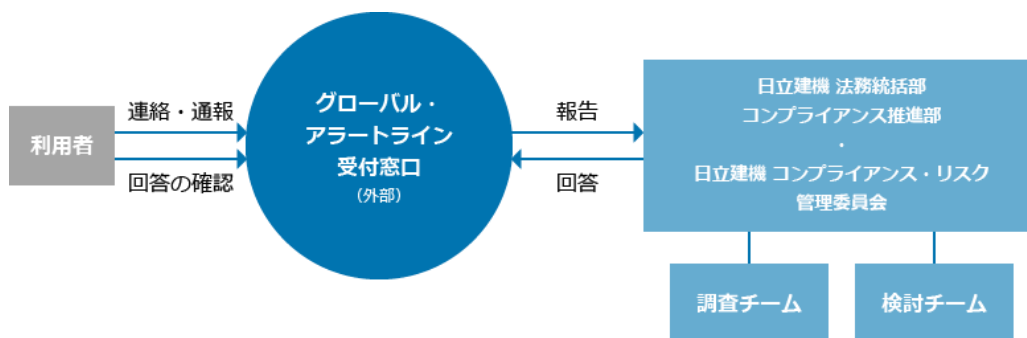 利用者
連絡・通報
回答の確認
グローバル・
アラートライン
受付窓口
（外部）
報告
回答
日立建機 法務統括部
コンプライアンス推進部
・
日立建機 コンプライアンス・リスク
管理委員会
調査チーム
検討チーム